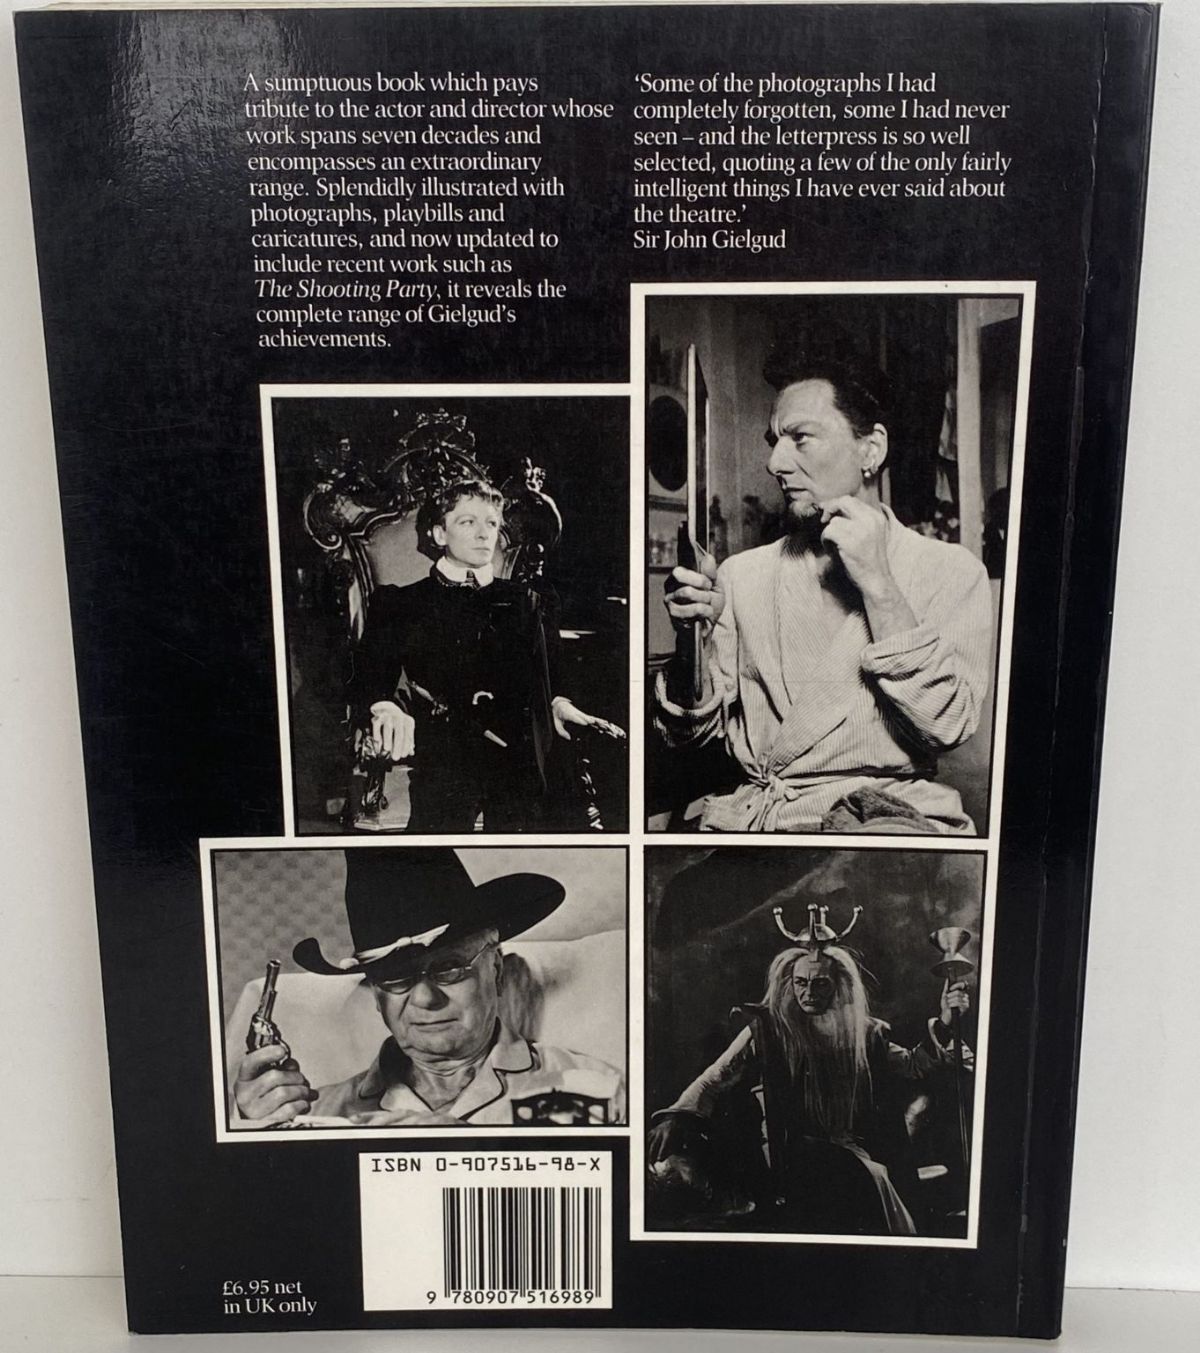 A sumptuous book which pays
tribute to the actor and director whose
work spans seven decades and
encompasses an extraordinary
range. Splendidly illustrated with
photographs, playbills and
caricatures, and now updated to
include recent work such as
The Shooting Party, it reveals the
complete range of Gielgud's
achievements.
‘Some of the photographs I had
completely forgotten, some I had never
seen – and the letterpress is so well
selected, quoting a few of the only fairly
intelligent things I have ever said about
the theatre.’
Sir John Gielgud
ISBN 0-907516-98-X
9 780907 516989
£6.95 net
in UK only